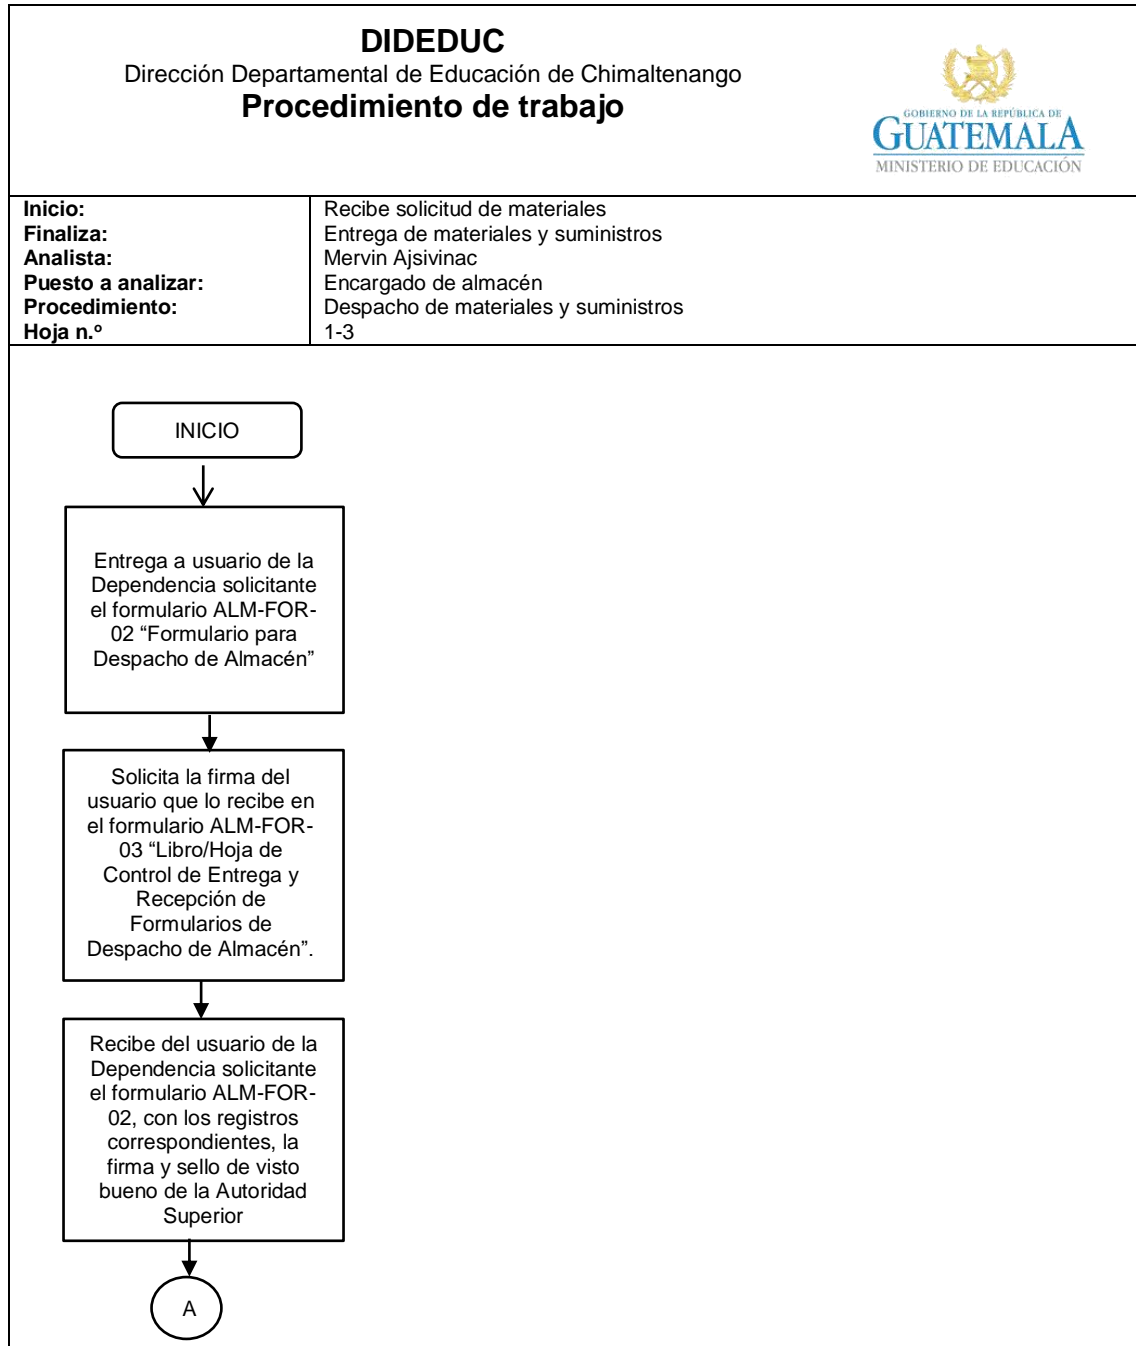 DIDEDUC
Dirección Departamental de Educación de Chimaltenango
Procedimiento de trabajo
GOBIERNO DE LA REPÚBLICA DE
GUATEMALA
MINISTERIO DE EDUCACIÓN
Inicio: Recibe solicitud de materiales
Finaliza: Entrega de materiales y suministros
Analista: Mervin Ajsivinac
Puesto a analizar: Encargado de almacén
Procedimiento: Despacho de materiales y suministros
Hoja n.º 1-3
INICIO
Entrega a usuario de la
Dependencia solicitante
el formulario ALM-FOR-
02 “Formulario para
Despacho de Almacén”
Solicita la firma del
usuario que lo recibe en
el formulario ALM-FOR-
03 “Libro/Hoja de
Control de Entrega y
Recepción de
Formularios de
Despacho de Almacén”.
Recibe del usuario de la
Dependencia solicitante
el formulario ALM-FOR-
02, con los registros
correspondientes, la
firma y sello de visto
bueno de la Autoridad
Superior
A